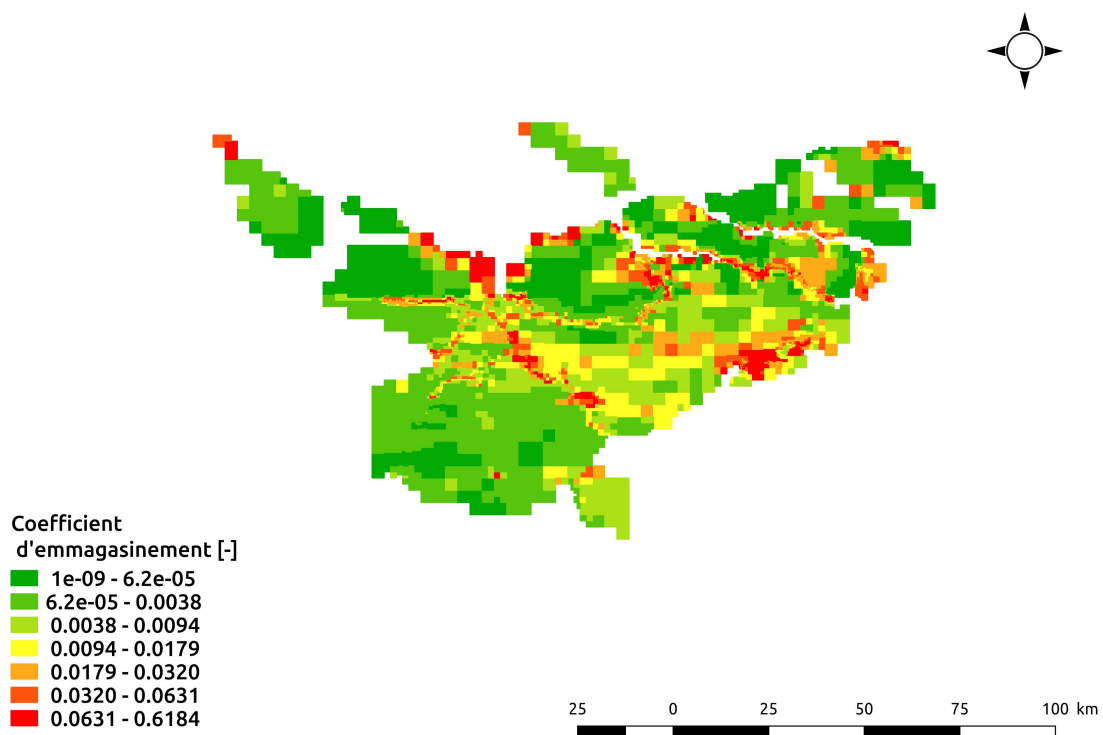 Coefficient
d'emmagasinement [-]
1e-09 - 6.2e-05
6.2e-05 - 0.0038
0.0038 - 0.0094
0.0094 - 0.0179
0.0179 - 0.0320
0.0320 - 0.0631
0.0631 - 0.6184
25 0 25 50 75 100 km